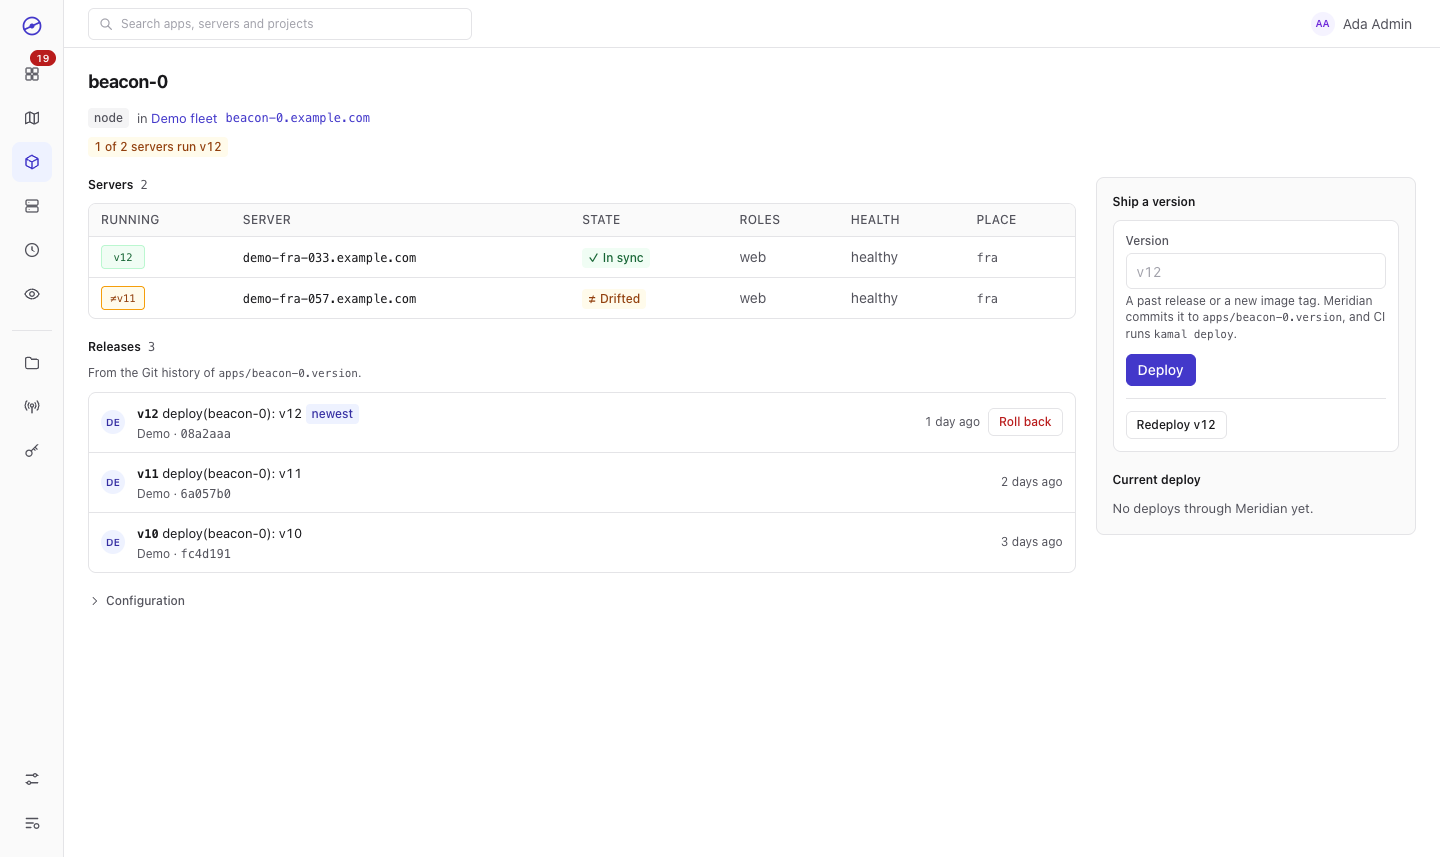 Search apps, servers and projects
AA
Ada Admin
19
beacon-0
node in Demo fleet beacon-0.example.com
1 of 2 servers run v12
Servers 2
RUNNING SERVER STATE ROLES HEALTH PLACE
v12 demo-fra-033.example.com ✓ In sync web healthy fra
≠v11 demo-fra-057.example.com ≠ Drifted web healthy fra
Releases 3
From the Git history of apps/beacon-0.version.
DE
v12 deploy(beacon-0): v12 newest
Demo · 08a2aaa
1 day ago Roll back
DE
v11 deploy(beacon-0): v11
Demo · 6a057b0
2 days ago
DE
v10 deploy(beacon-0): v10
Demo · fc4d191
3 days ago
Configuration
Ship a version
Version
v12
A past release or a new image tag. Meridian
commits it to apps/beacon-0.version, and CI
runs kamal deploy.
Deploy
Redeploy v12
Current deploy
No deploys through Meridian yet.